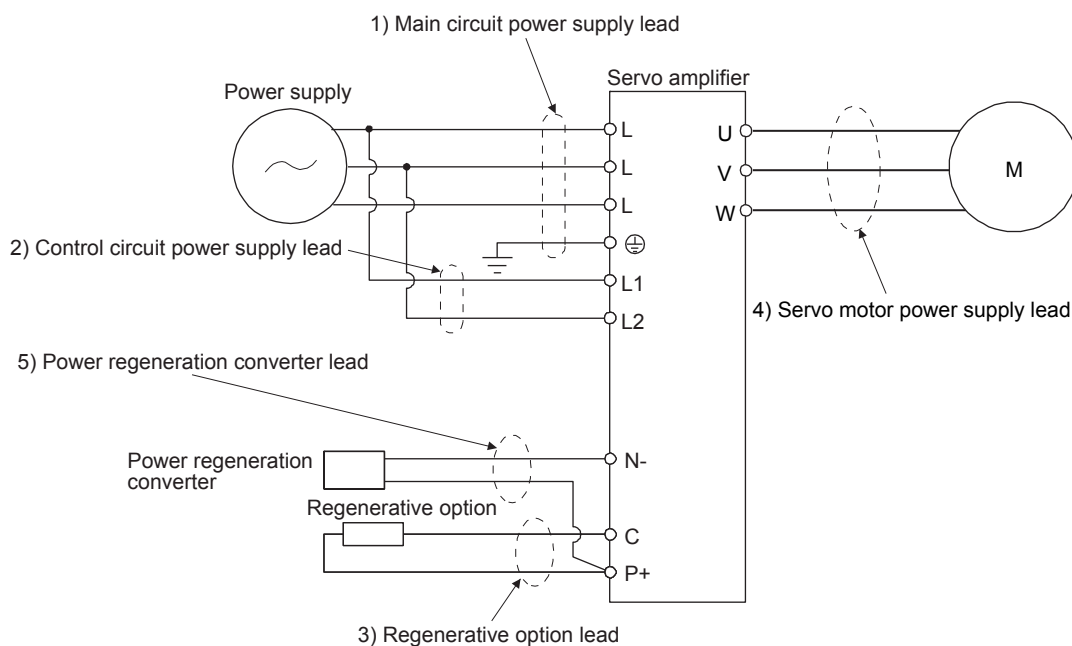 1) Main circuit power supply lead
Servo amplifier
Power supply
L
L
L
L1
L2
U
V
W
M
2) Control circuit power supply lead
4) Servo motor power supply lead
5) Power regeneration converter lead
Power regeneration
converter
N-
Regenerative option
C
P+
3) Regenerative option lead